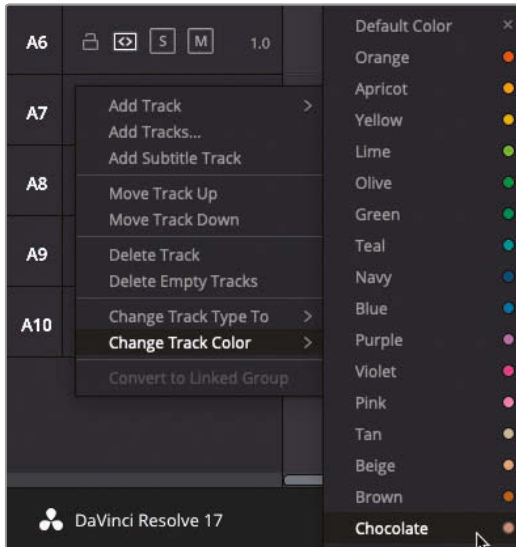 A6 S M 1.0
A7
A8
A9
A10
Add Track >
Add Tracks...
Add Subtitle Track
Move Track Up
Move Track Down
Delete Track
Delete Empty Tracks
Change Track Type To >
Change Track Color >
Convert to Linked Group
Default Color
Orange
Apricot
Yellow
Lime
Olive
Green
Teal
Navy
Blue
Purple
Violet
Pink
Tan
Beige
Brown
Chocolate
DaVinci Resolve 17